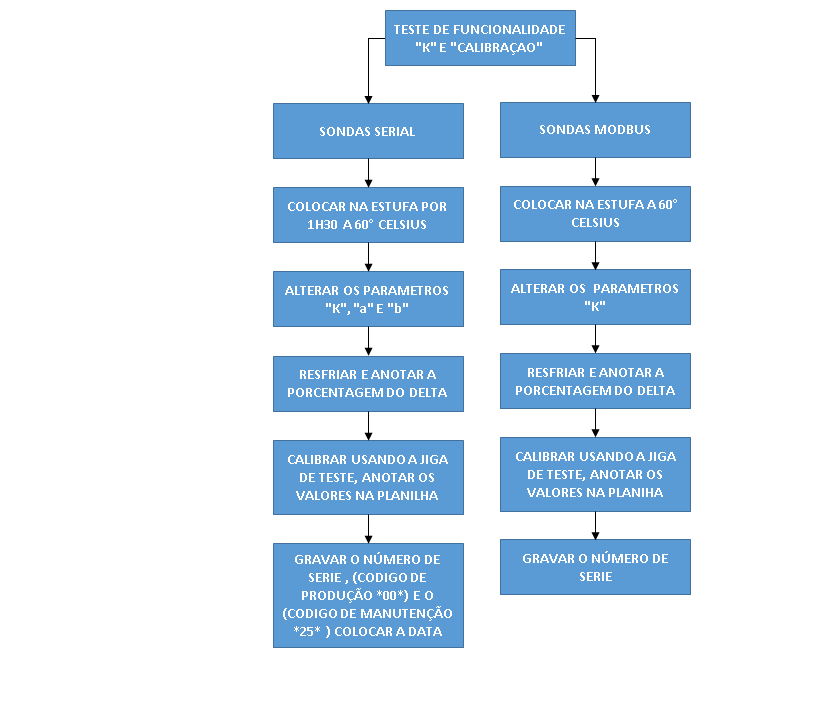 TESTE DE FUNCIONALIDADE
"K" E "CALIBRAÇAO"
SONDAS SERIAL
COLOCAR NA ESTUFA POR
1H30 A 60° CELSIUS
ALTERAR OS PARAMETROS
"K", "a" E "b"
RESFRIAR E ANOTAR A
PORCENTAGEM DO DELTA
CALIBRAR USANDO A JIGA
DE TESTE, ANOTAR OS
VALORES NA PLANILHA
GRAVAR O NÚMERO DE
SERIE , (CODIGO DE
PRODUÇÃO *00*) E O
(CODIGO DE MANUTENÇÃO
*25* ) COLOCAR A DATA
SONDAS MODBUS
COLOCAR NA ESTUFA A 60°
CELSIUS
ALTERAR OS PARAMETROS
"K"
RESFRIAR E ANOTAR A
PORCENTAGEM DO DELTA
CALIBRAR USANDO A JIGA
DE TESTE, ANOTAR OS
VALORES NA PLANIHA
GRAVAR O NÚMERO DE
SERIE